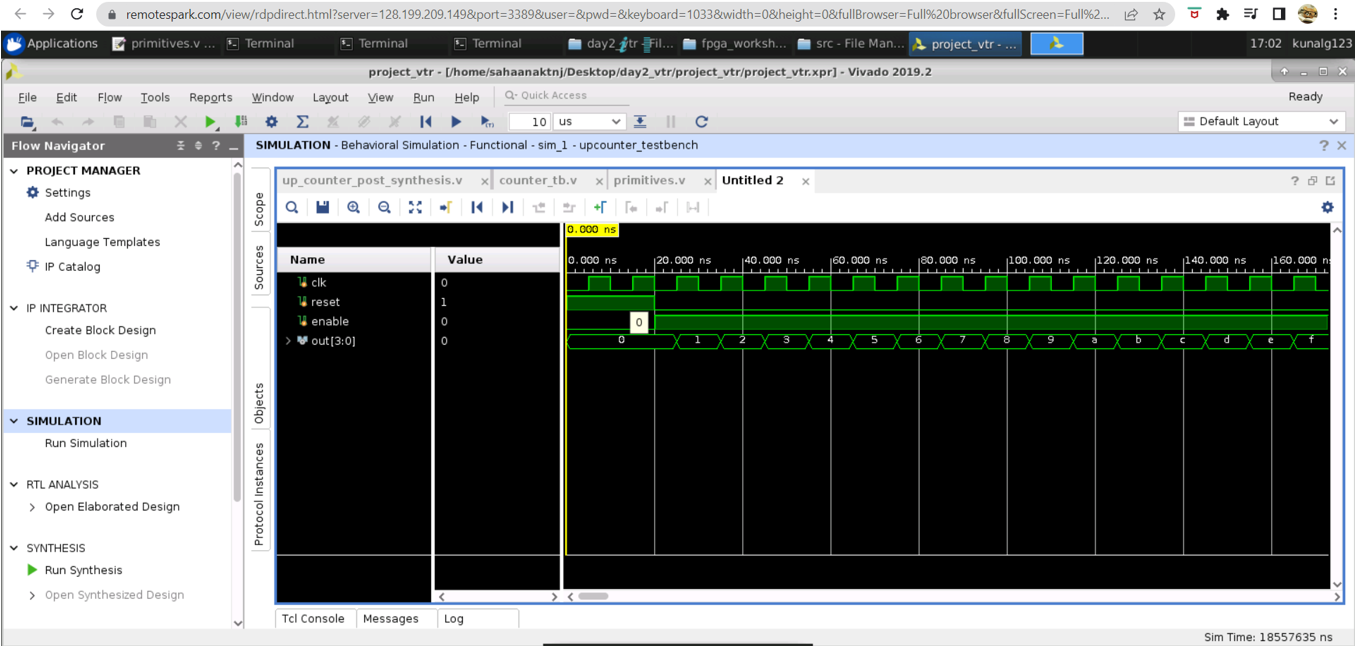 remotespark.com/view/rdpdirect.html?server=128.199.209.149&port=3389&user=&pwd=&keyboard=1033&width=0&height=0&fullBrowser=Full%20browser&fullScreen=Full%2...
Applications primitives.v ... Terminal Terminal Terminal day2_vtr - Fil... fpga_worksh... src - File Man... project_vtr - ... 17:02 kunalg123
project_vtr - [/home/sahaanaktnj/Desktop/day2_vtr/project_vtr/project_vtr.xpr] - Vivado 2019.2
File Edit Flow Tools Reports Window Layout View Run Help Quick Access Ready
10 us Default Layout
Flow Navigator
SIMULATION - Behavioral Simulation - Functional - sim_1 - upcounter_testbench
PROJECT MANAGER
Settings
Add Sources
Language Templates
IP Catalog
IP INTEGRATOR
Create Block Design
Open Block Design
Generate Block Design
SIMULATION
Run Simulation
RTL ANALYSIS
Open Elaborated Design
SYNTHESIS
Run Synthesis
Open Synthesized Design
Scope
Sources
Objects
Protocol Instances
up_counter_post_synthesis.v counter_tb.v primitives.v Untitled 2
0.000 ns
Name Value
0.000 ns 20.000 ns 40.000 ns 60.000 ns 80.000 ns 100.000 ns 120.000 ns 140.000 ns 160.000 ns
clk 0
reset 1
enable 0
0
out[3:0] 0
0 1 2 3 4 5 6 7 8 9 a b c d e f
Tcl Console Messages Log
Sim Time: 18557635 ns